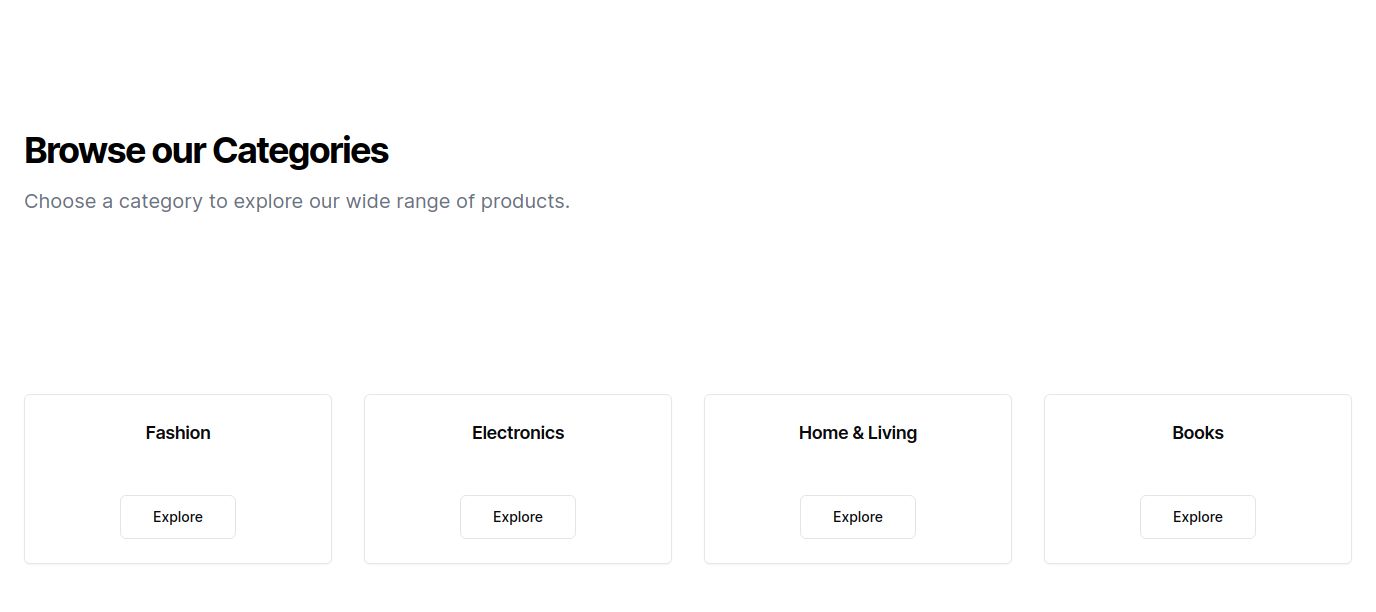 Browse our Categories
Choose a category to explore our wide range of products.
Fashion
Electronics
Home & Living
Books
Explore
Explore
Explore
Explore